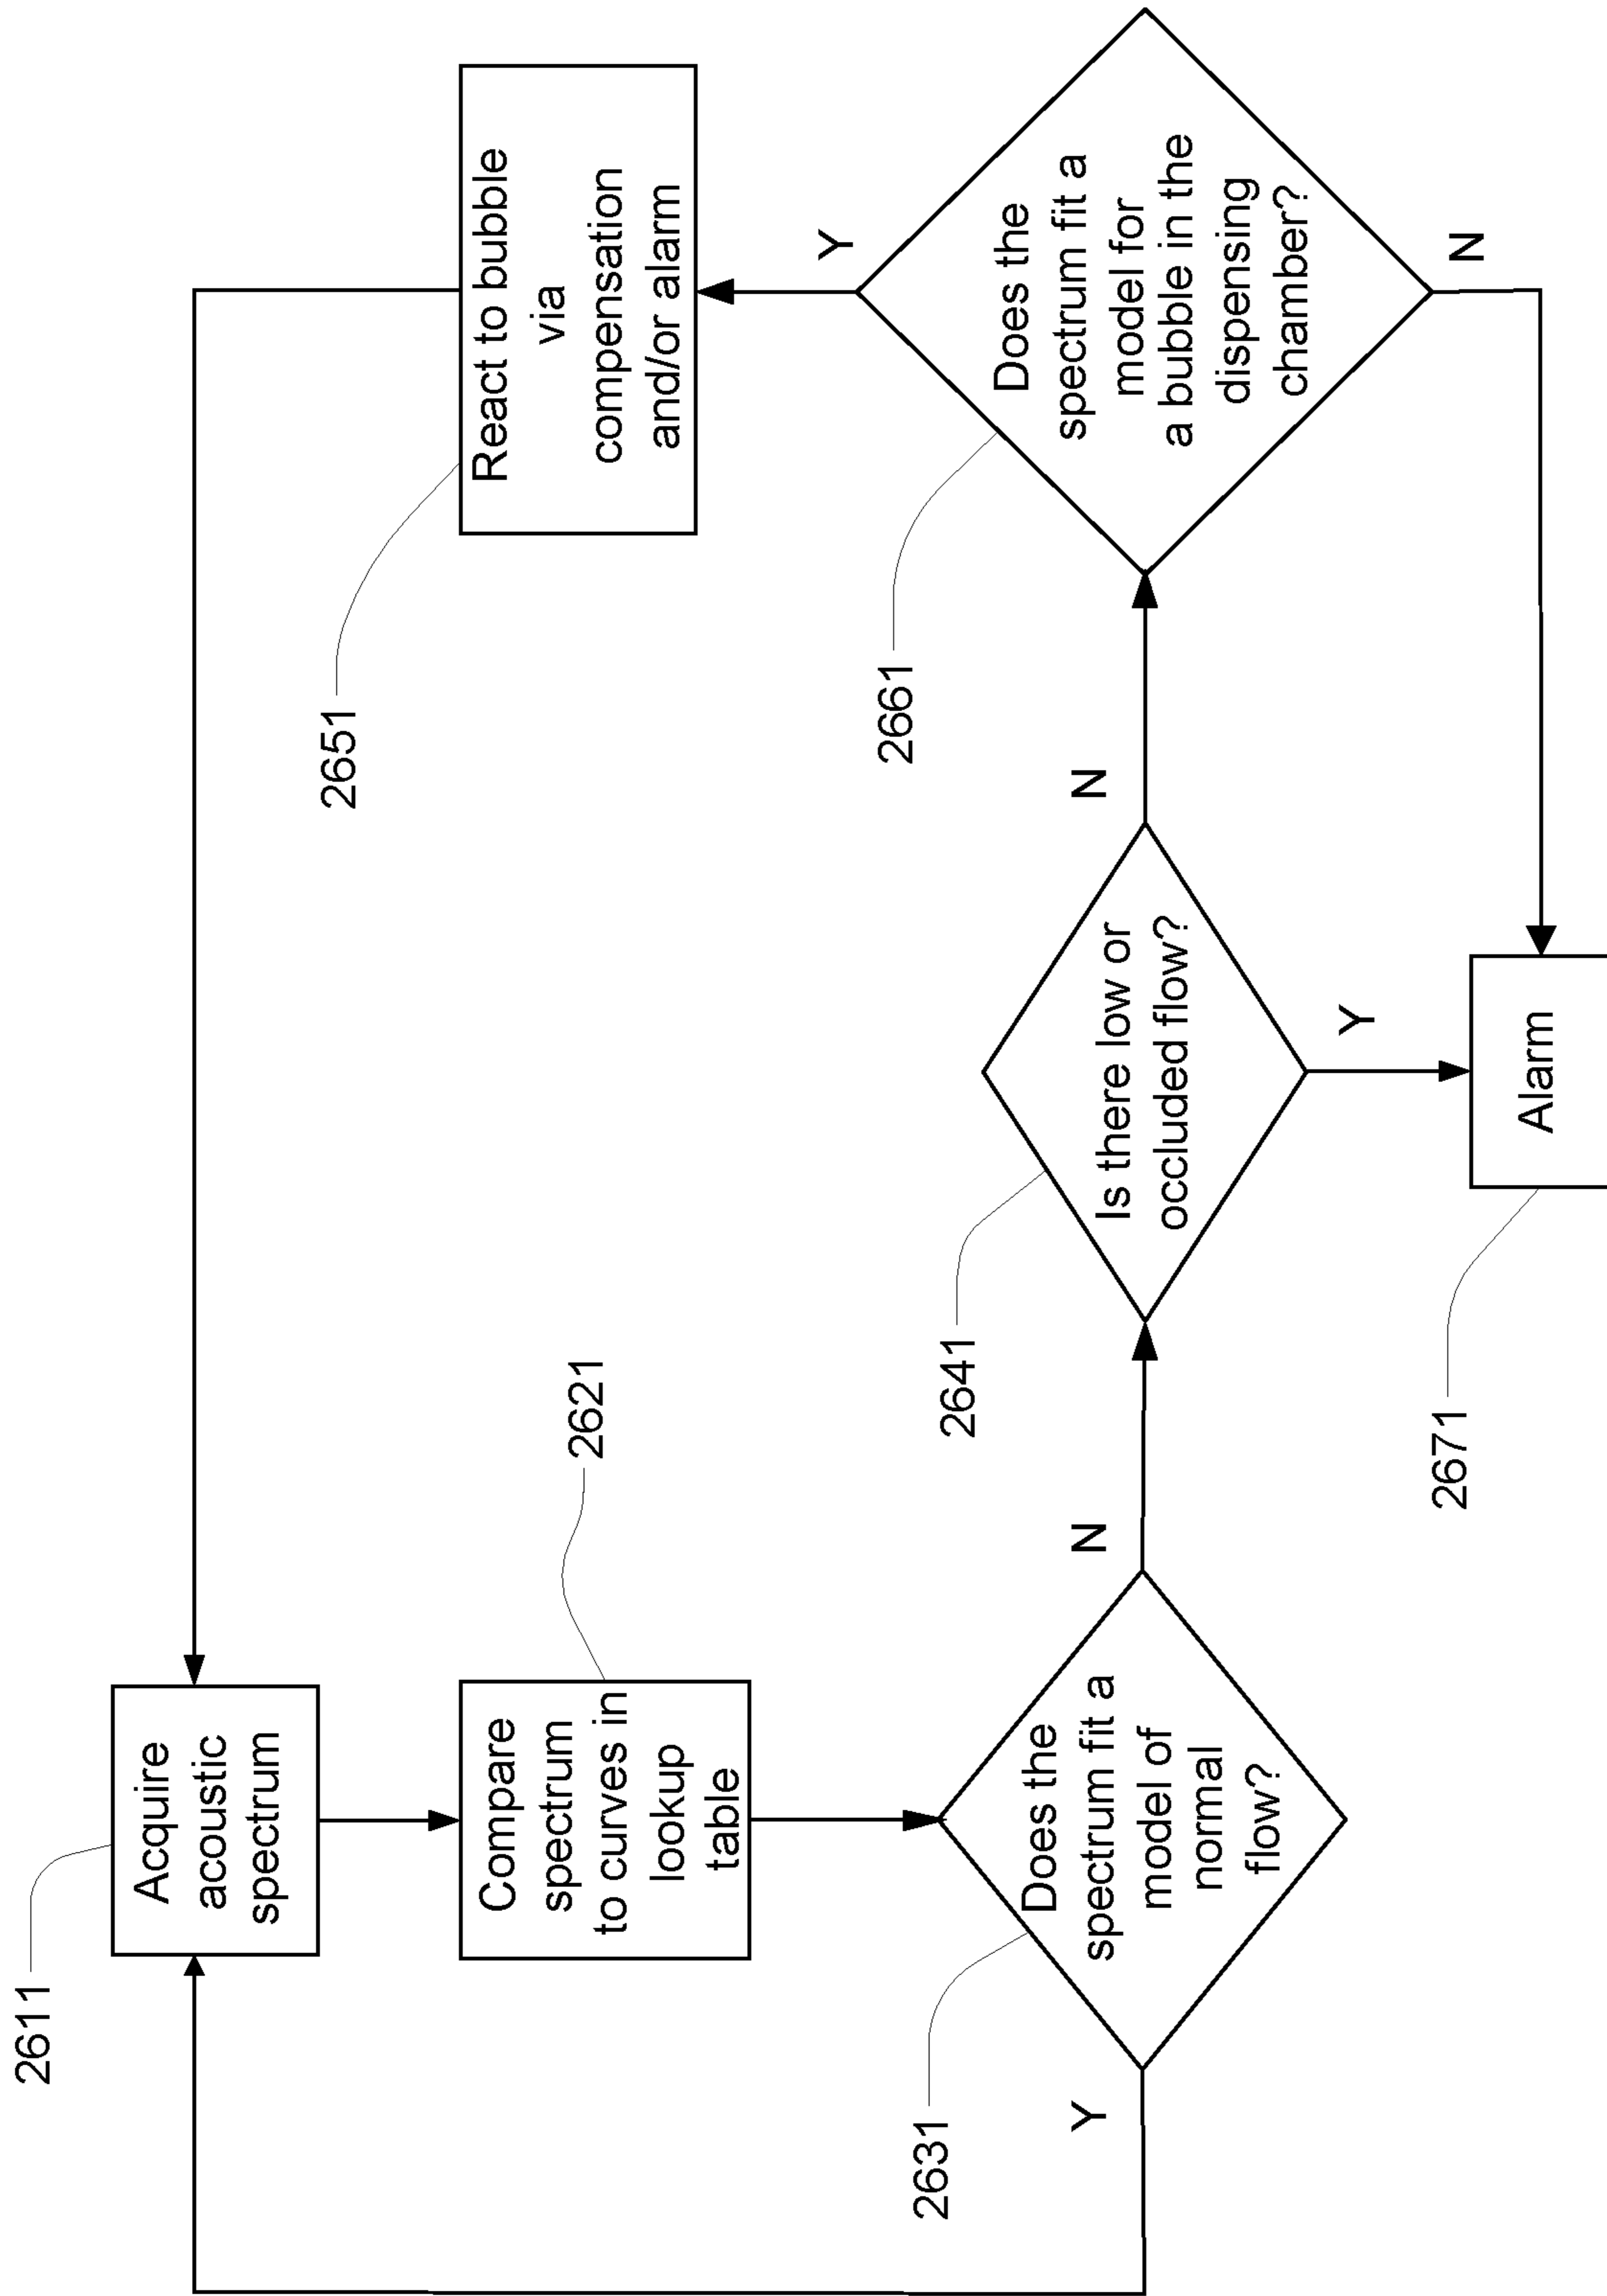 2611
Acquire
acoustic
spectrum
Compare
spectrum
to curves in
lookup
table
2621
2651
React to bubble
via
compensation
and/or alarm
2631
Does the
spectrum fit a
model of
normal
flow?
Y
N
2641
Is there low or
occluded flow?
N
Y
2661
Does the
spectrum fit a
model for
a bubble in the
dispensing
chamber?
Y
N
2671
Alarm